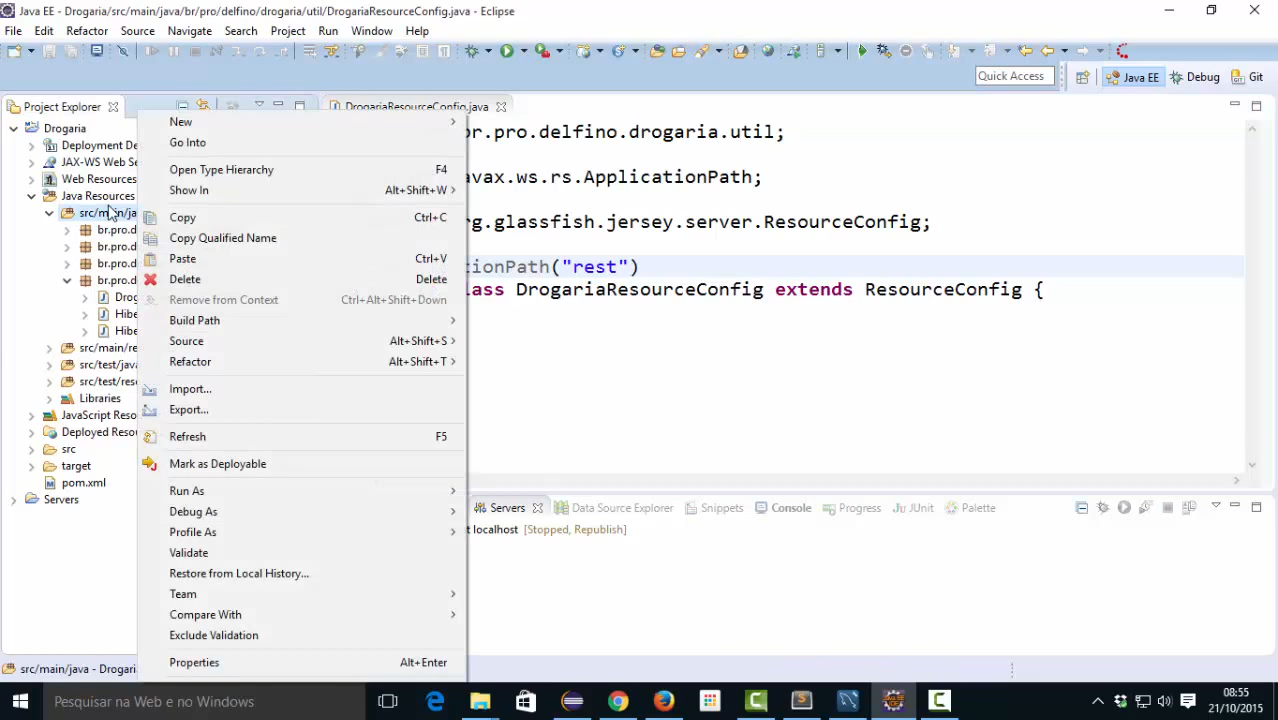 Java EE - Drogaria/src/main/java/br/pro/delfino/drogaria/util/DrogariaResourceConfig.java - Eclipse
File Edit Refactor Source Navigate Search Project Run Window Help
Quick Access
Java EE
Debug
Git
Project Explorer
DrogariaResourceConfig.java
Drogaria
Deployment De
JAX-WS Web Se
Web Resources
Java Resources
src/main/ja
br.pro.d
br.pro.d
br.pro.d
br.pro.d
Drog
Hibe
Hibe
src/main/re
src/test/java
src/test/reso
Libraries
JavaScript Reso
Deployed Reso
src
target
pom.xml
Servers
New
Go Into
Open Type Hierarchy F4
Show In Alt+Shift+W
Copy Ctrl+C
Copy Qualified Name
Paste Ctrl+V
Delete Delete
Remove from Context Ctrl+Alt+Shift+Down
Build Path
Source Alt+Shift+S
Refactor Alt+Shift+T
Import...
Export...
Refresh F5
Mark as Deployable
Run As
Debug As
Profile As
Validate
Restore from Local History...
Team
Compare With
Exclude Validation
Properties Alt+Enter
br.pro.delfino.drogaria.util;
avax.ws.rs.ApplicationPath;
rg.glassfish.jersey.server.ResourceConfig;
tionPath("rest")
lass DrogariaResourceConfig extends ResourceConfig {
Servers Data Source Explorer Snippets Console Progress JUnit Palette
t localhost [Stopped, Republish]
src/main/java - Drogari
Pesquisar na Web e no Windows
08:55
21/10/2015